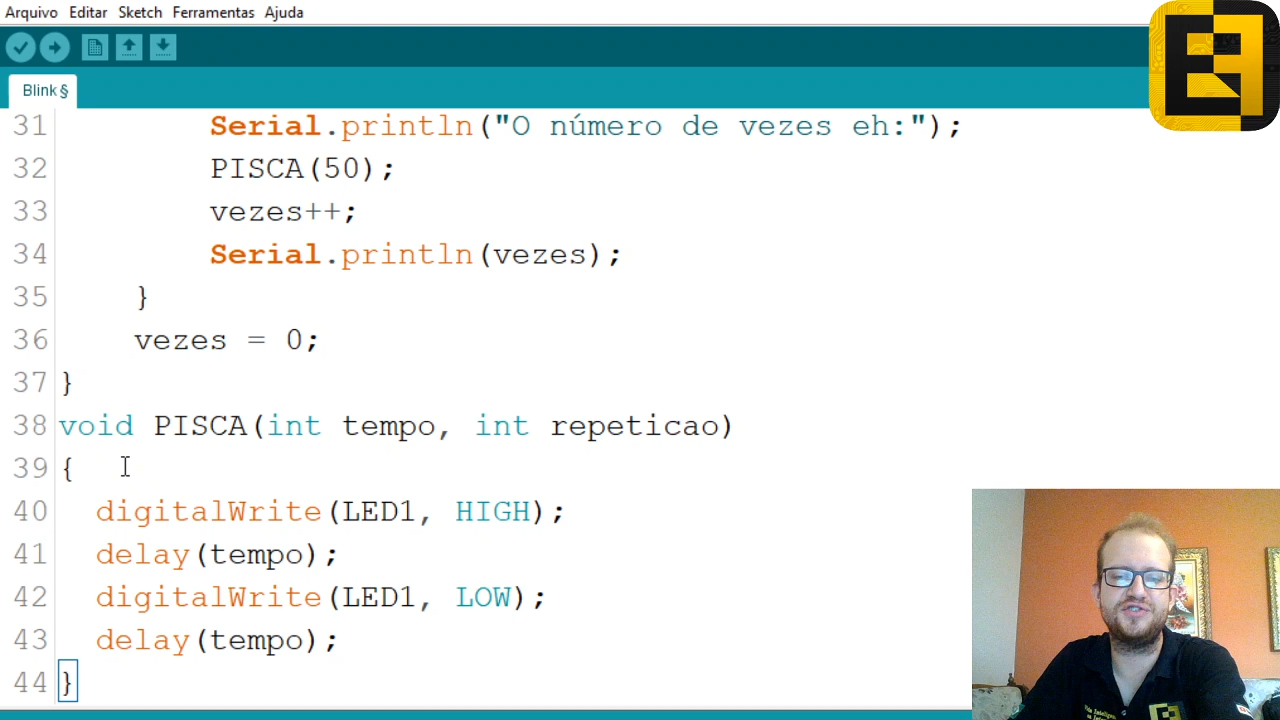 Arquivo Editar Sketch Ferramentas Ajuda
Blink §
31 Serial.println("O número de vezes eh:");
32 PISCA(50);
33 vezes++;
34 Serial.println(vezes);
35 }
36 vezes = 0;
37 }
38 void PISCA(int tempo, int repeticao)
39 {
40 digitalWrite(LED1, HIGH);
41 delay(tempo);
42 digitalWrite(LED1, LOW);
43 delay(tempo);
44 }